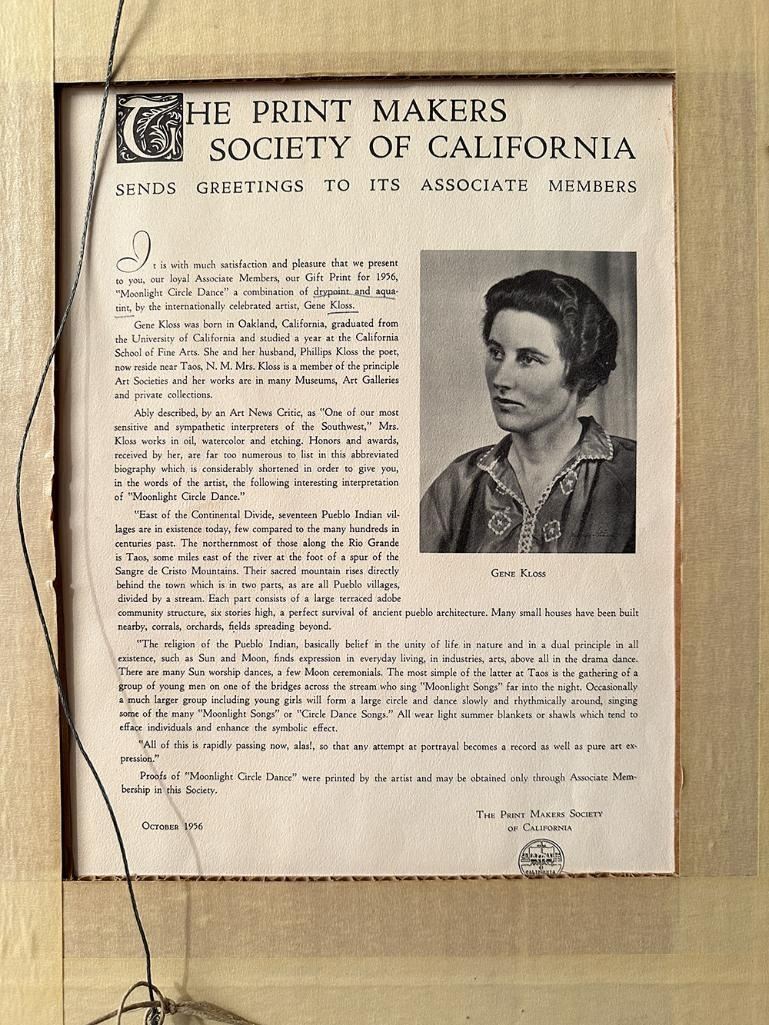 THE PRINT MAKERS
SOCIETY OF CALIFORNIA
SENDS GREETINGS TO ITS ASSOCIATE MEMBERS
It is with much satisfaction and pleasure that we present
to you, our loyal Associate Members, our Gift Print for 1956,
"Moonlight Circle Dance" a combination of drypoint and aqua-
tint, by the internationally celebrated artist, Gene Kloss.
Gene Kloss was born in Oakland, California, graduated from
the University of California and studied a year at the California
School of Fine Arts. She and her husband, Phillips Kloss the poet,
now reside near Taos, N. M. Mrs. Kloss is a member of the principle
Art Societies and her works are in many Museums, Art Galleries
and private collections.
Ably described, by an Art News Critic, as "One of our most
sensitive and sympathetic interpreters of the Southwest," Mrs.
Kloss works in oil, watercolor and etching. Honors and awards,
received by her, are far too numerous to list in this abbreviated
biography which is considerably shortened in order to give you,
in the words of the artist, the following interesting interpretation
of "Moonlight Circle Dance."
"East of the Continental Divide, seventeen Pueblo Indian vil-
lages are in existence today, few compared to the many hundreds in
centuries past. The northernmost of those along the Rio Grande
is Taos, some miles east of the river at the foot of a spur of the
Sangre de Cristo Mountains. Their sacred mountain rises directly
behind the town which is in two parts, as are all Pueblo villages,
divided by a stream. Each part consists of a large terraced adobe
community structure, six stories high, a perfect survival of ancient pueblo architecture. Many small houses have been built
nearby, corrals, orchards, fields spreading beyond.
"The religion of the Pueblo Indian, basically belief in the unity of life in nature and in a dual principle in all
existence, such as Sun and Moon, finds expression in everyday living, in industries, arts, above all in the drama dance.
There are many Sun worship dances, a few Moon ceremonials. The most simple of the latter at Taos is the gathering of a
group of young men on one of the bridges across the stream who sing "Moonlight Songs" far into the night. Occasionally
a much larger group including young girls will form a large circle and dance slowly and rhythmically around, singing
some of the many "Moonlight Songs" or "Circle Dance Songs." All wear light summer blankets or shawls which tend to
efface individuals and enhance the symbolic effect.
"All of this is rapidly passing now, alas!, so that any attempt at portrayal becomes a record as well as pure art ex-
pression."
Proofs of "Moonlight Circle Dance" were printed by the artist and may be obtained only through Associate Mem-
bership in this Society.
GENE KLOSS
OCTOBER 1956
THE PRINT MAKERS SOCIETY
OF CALIFORNIA
CALIFORNIA